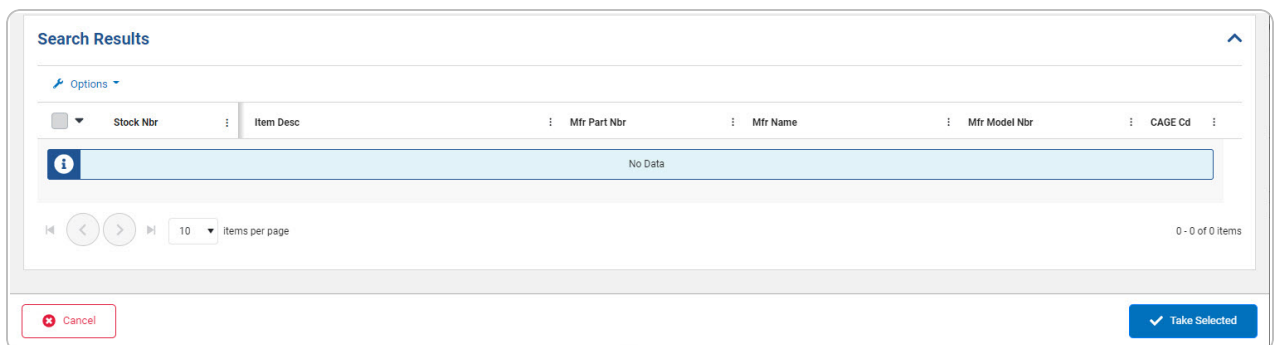 Search Results
Options
Stock Nbr Item Desc Mfr Part Nbr Mfr Name Mfr Model Nbr CAGE Cd
No Data
10 items per page 0 - 0 of 0 items
Cancel Take Selected